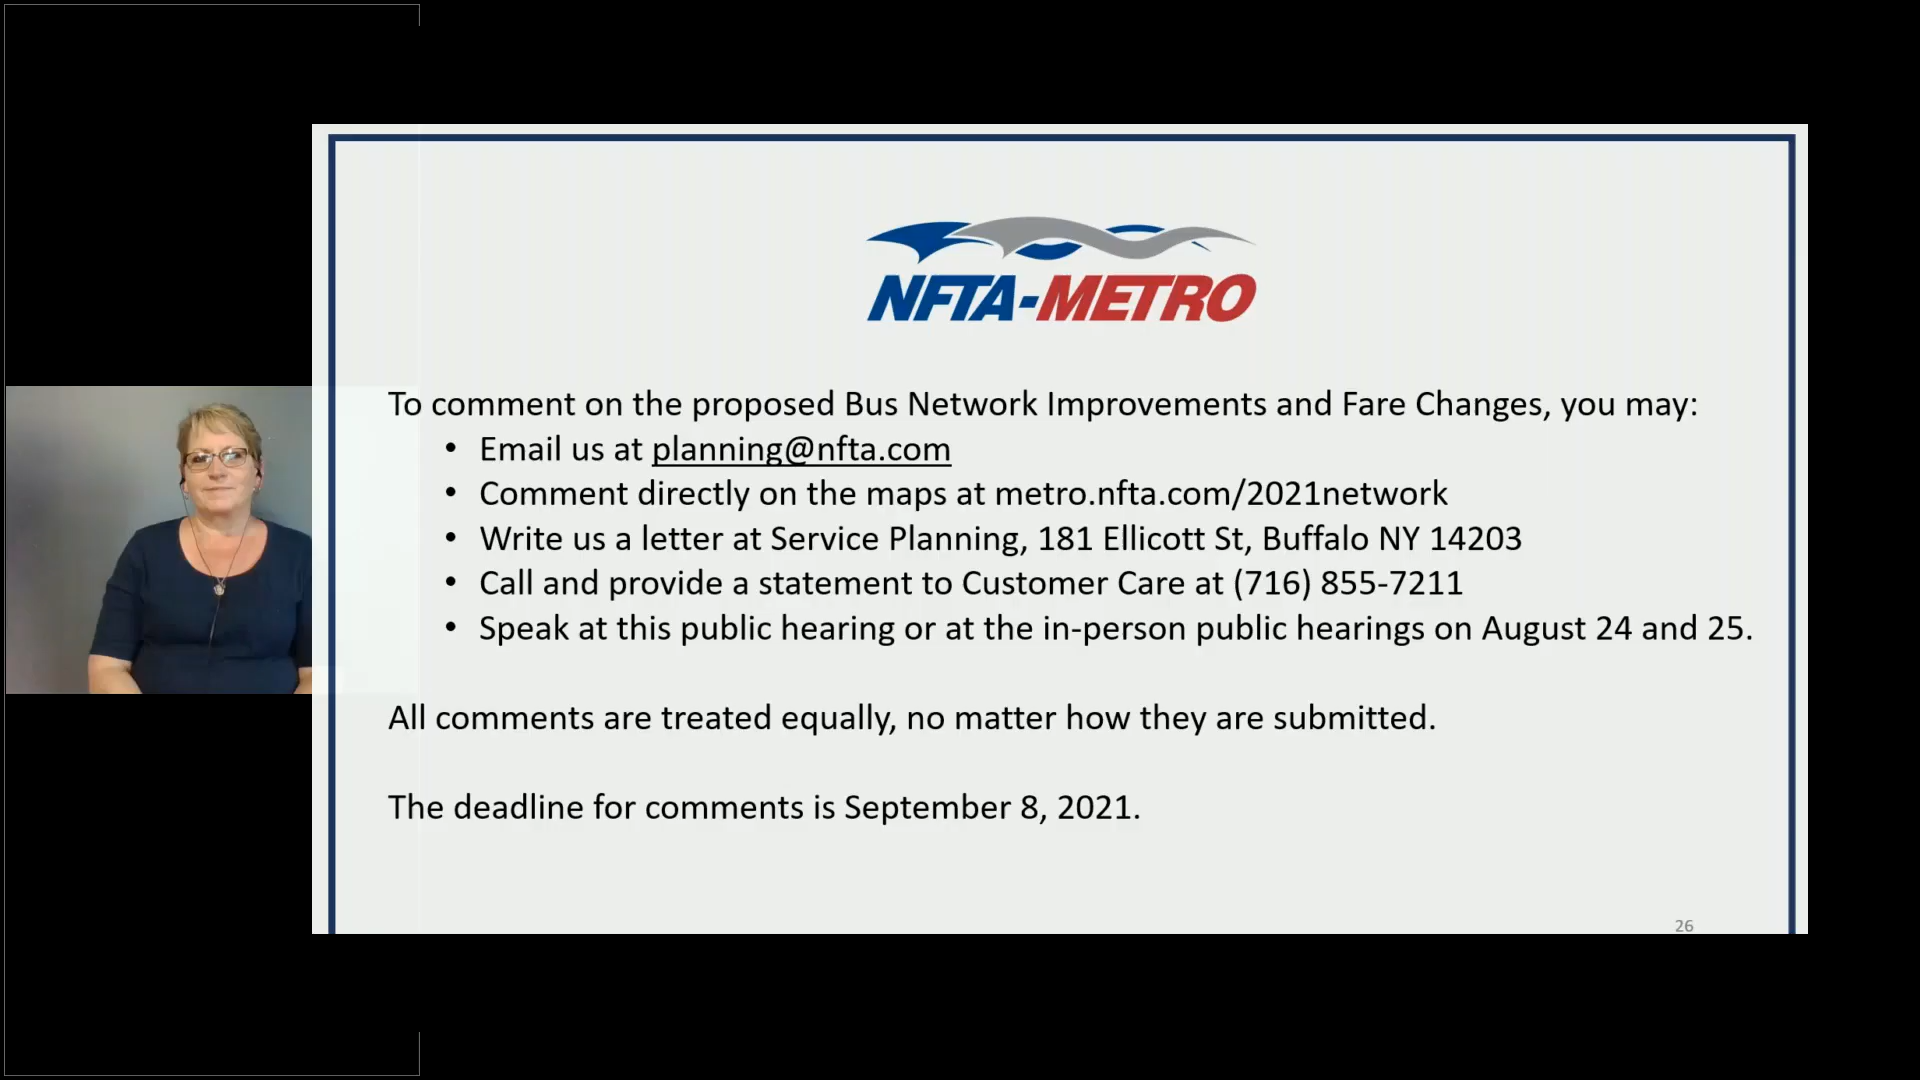 NFTA-METRO
To comment on the proposed Bus Network Improvements and Fare Changes, you may:
• Email us at planning@nfta.com
• Comment directly on the maps at metro.nfta.com/2021network
• Write us a letter at Service Planning, 181 Ellicott St, Buffalo NY 14203
• Call and provide a statement to Customer Care at (716) 855-7211
• Speak at this public hearing or at the in-person public hearings on August 24 and 25.
All comments are treated equally, no matter how they are submitted.
The deadline for comments is September 8, 2021.
26